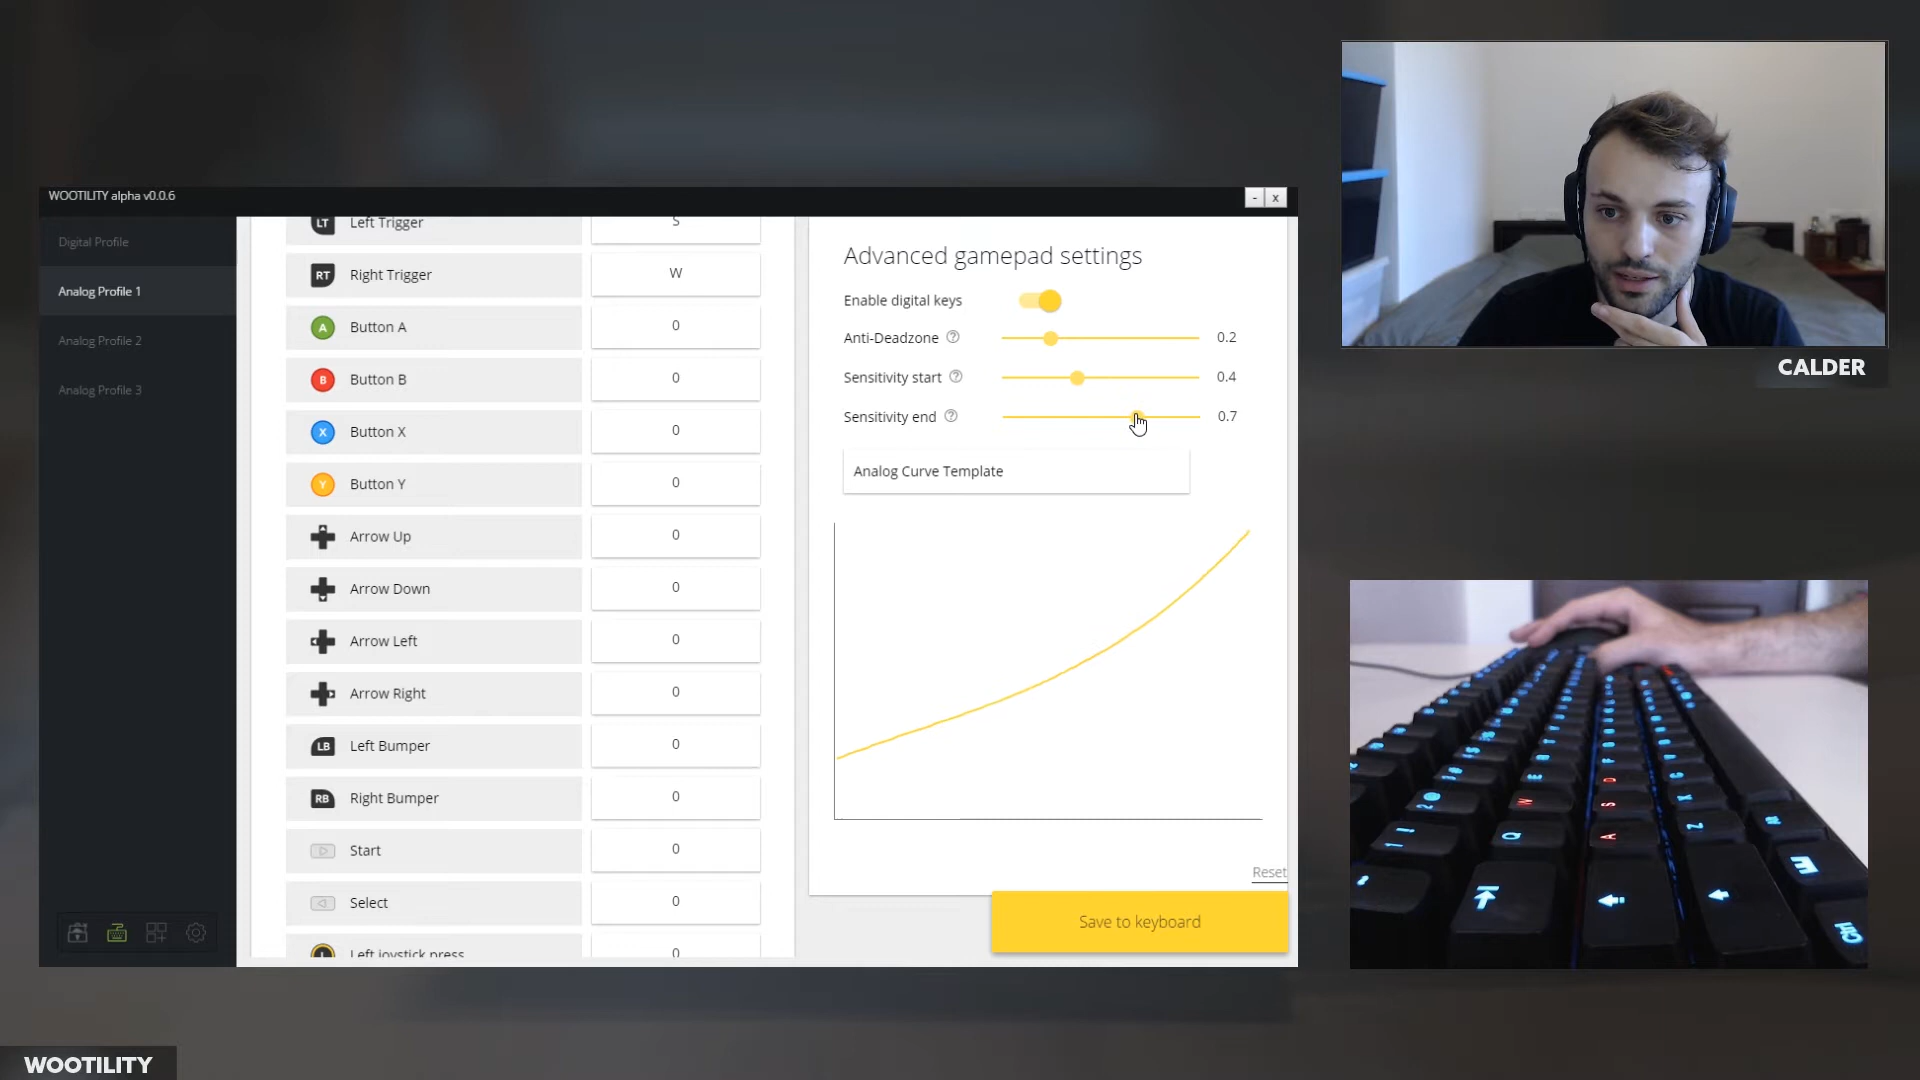 WOOTILITY alpha v0.0.6
- x
Digital Profile
Analog Profile 1
Analog Profile 2
Analog Profile 3
LT Left Trigger S
RT Right Trigger W
A Button A 0
B Button B 0
X Button X 0
Y Button Y 0
Arrow Up 0
Arrow Down 0
Arrow Left 0
Arrow Right 0
LB Left Bumper 0
RB Right Bumper 0
Start 0
Select 0
Left joystick press 0
Advanced gamepad settings
Enable digital keys
Anti-Deadzone ? 0.2
Sensitivity start ? 0.4
Sensitivity end ? 0.7
Analog Curve Template
Reset
Save to keyboard
CALDER
Q
A
Z
S
WOOTILITY